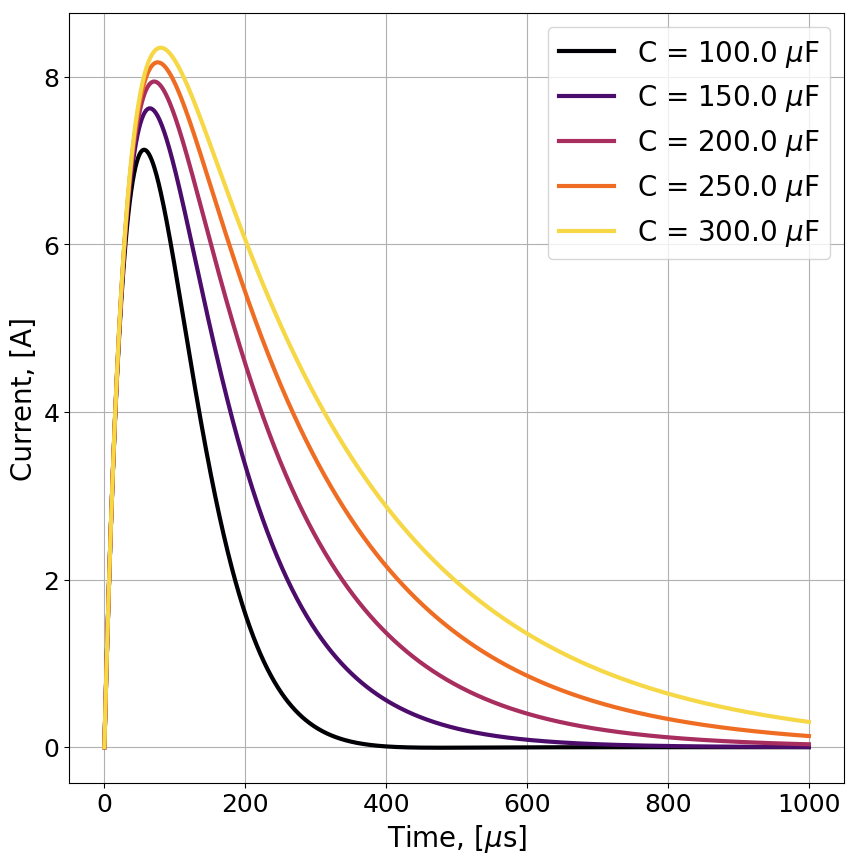 C = 100.0 μF
C = 150.0 μF
C = 200.0 μF
C = 250.0 μF
C = 300.0 μF
8
6
4
2
0
Current, [A]
0 200 400 600 800 1000
Time, [μs]